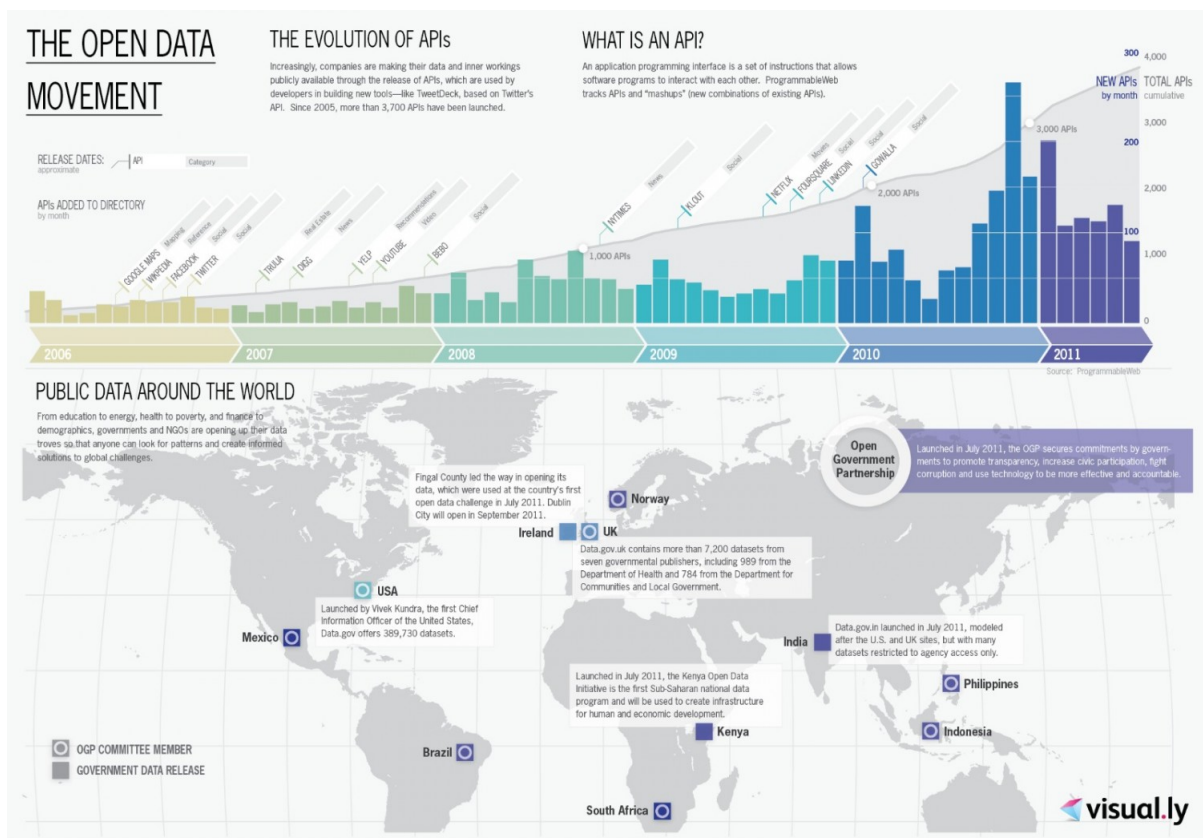 THE OPEN DATA
MOVEMENT
THE EVOLUTION OF APIs
Increasingly, companies are making their data and inner workings
publicly available through the release of APIs, which are used by
developers in building new tools—like TweetDeck, based on Twitter's
API. Since 2005, more than 3,700 APIs have been launched.
WHAT IS AN API?
An application programming interface is a set of instructions that allows
software programs to interact with each other. ProgrammableWeb
tracks APIs and "mashups" (new combinations of existing APIs).
300
4,000
NEW APIs
by month
TOTAL APIs
cumulative
3,000
200
2,000
100
1,000
0
RELEASE DATES:
approximate
API
Category
APIs ADDED TO DIRECTORY
by month
GOOGLE MAPS Mapping
WIKIPEDIA Reference
FACEBOOK Social
TWITTER Social
TRULIA Real Estate
DIGG News
YELP Recommendations
YOUTUBE Video
BEBO Social
1,000 APIs
NYTIMES News
KLOUT Social
NETFLIX Movies
FOURSQUARE Social
LINKEDIN Social
GOWALLA Social
2,000 APIs
3,000 APIs
2006
2007
2008
2009
2010
2011
Source: ProgrammableWeb
PUBLIC DATA AROUND THE WORLD
From education to energy, health to poverty, and finance to
demographics, governments and NGOs are opening up their data
troves so that anyone can look for patterns and create informed
solutions to global challenges.
Open
Government
Partnership
Launched in July 2011, the OGP secures commitments by govern-
ments to promote transparency, increase civic participation, fight
corruption and use technology to be more effective and accountable.
Fingal County led the way in opening its
data, which were used at the country's first
open data challenge in July 2011. Dublin
City will open in September 2011.
Norway
Ireland
UK
Data.gov.uk contains more than 7,200 datasets from
seven governmental publishers, including 989 from the
Department of Health and 784 from the Department for
Communities and Local Government.
USA
Launched by Vivek Kundra, the first Chief
Information Officer of the United States,
Data.gov offers 389,730 datasets.
Mexico
India
Data.gov.in launched in July 2011, modeled
after the U.S. and UK sites, but with many
datasets restricted to agency access only.
Launched in July 2011, the Kenya Open Data
Initiative is the first Sub-Saharan national data
program and will be used to create infrastructure
for human and economic development.
Kenya
Philippines
Indonesia
Brazil
South Africa
OGP COMMITTEE MEMBER
GOVERNMENT DATA RELEASE
visual.ly